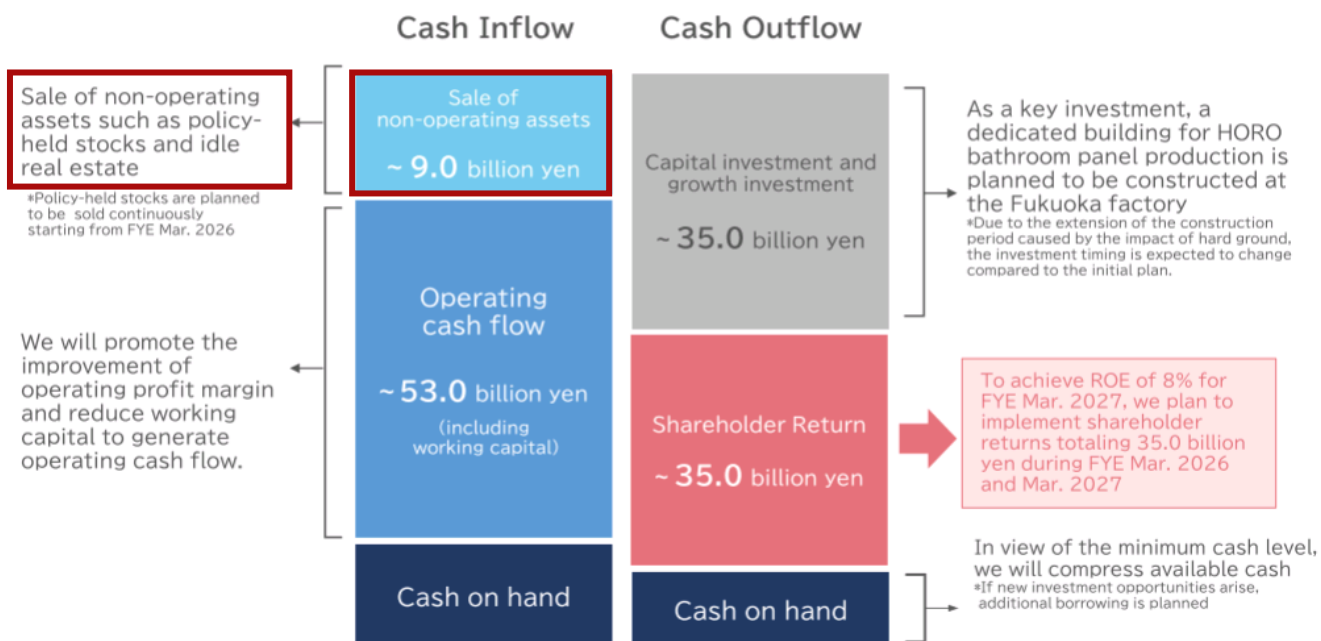 Cash Inflow
Cash Outflow
Sale of non-operating
assets such as policy-
held stocks and idle
real estate
*Policy-held stocks are planned
to be sold continuously
starting from FYE Mar. 2026
We will promote the
improvement of
operating profit margin
and reduce working
capital to generate
operating cash flow.
Sale of
non-operating assets
~ 9.0 billion yen
Operating
cash flow
~ 53.0 billion yen
(including
working capital)
Cash on hand
Capital investment and
growth investment
~ 35.0 billion yen
Shareholder Return
~ 35.0 billion yen
Cash on hand
As a key investment, a
dedicated building for HORO
bathroom panel production is
planned to be constructed at
the Fukuoka factory
*Due to the extension of the construction
period caused by the impact of hard ground,
the investment timing is expected to change
compared to the initial plan.
To achieve ROE of 8% for
FYE Mar. 2027, we plan to
implement shareholder
returns totaling 35.0 billion
yen during FYE Mar. 2026
and Mar. 2027
In view of the minimum cash level,
we will compress available cash
*If new investment opportunities arise,
additional borrowing is planned